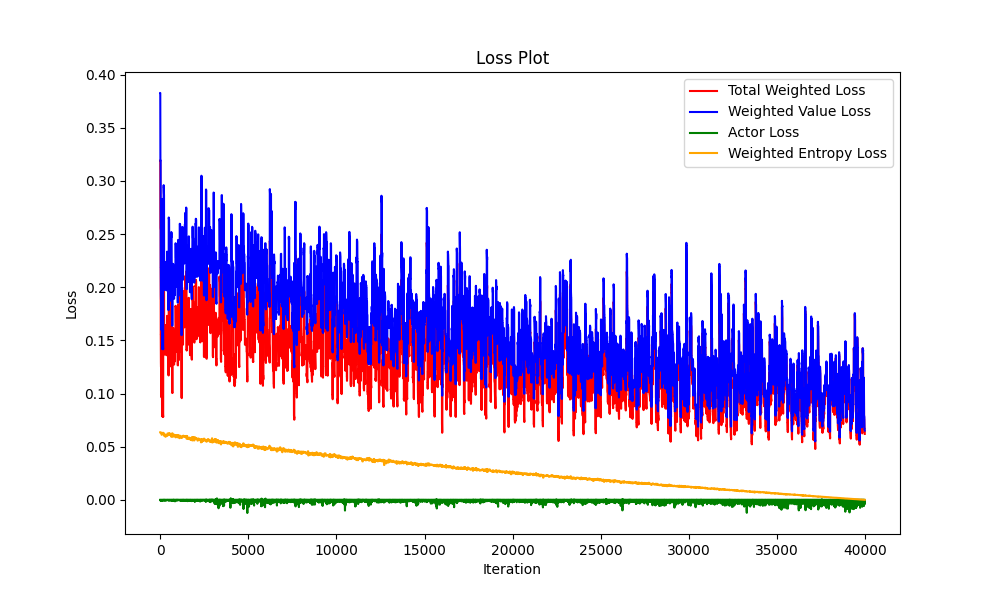 Loss Plot
Total Weighted Loss
Weighted Value Loss
Actor Loss
Weighted Entropy Loss
Loss
0.40
0.35
0.30
0.25
0.20
0.15
0.10
0.05
0.00
0 5000 10000 15000 20000 25000 30000 35000 40000
Iteration